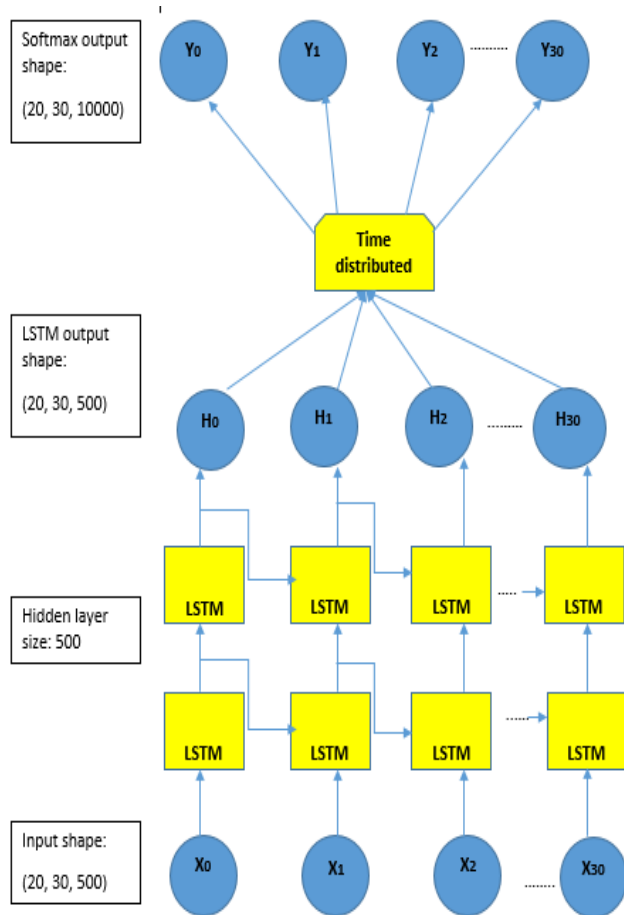 Softmax output
shape:
(20, 30, 10000)
Y0 Y1 Y2 .......... Y30
Time
distributed
LSTM output
shape:
(20, 30, 500)
H0 H1 H2 ........ H30
LSTM LSTM LSTM ..... LSTM
Hidden layer
size: 500
LSTM LSTM LSTM ...... LSTM
Input shape:
(20, 30, 500)
X0 X1 X2 ........ X30